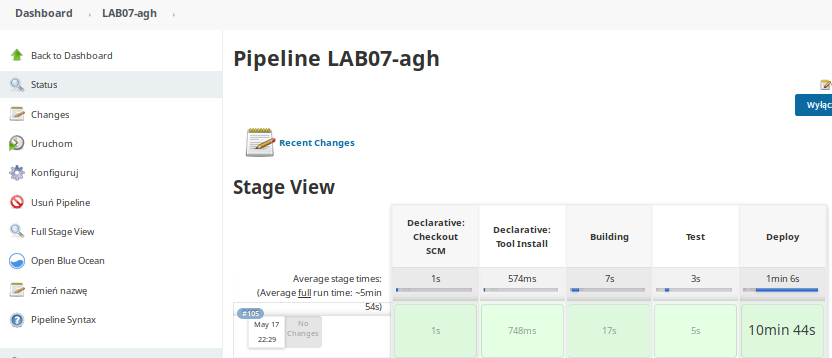 Dashboard › LAB07-agh ›
Back to Dashboard
Status
Changes
Uruchom
Konfiguruj
Usuń Pipeline
Full Stage View
Open Blue Ocean
Zmień nazwę
Pipeline Syntax
Pipeline LAB07-agh
Wyłąc
Recent Changes
Stage View
Declarative:
Checkout
SCM
Declarative:
Tool Install
Building
Test
Deploy
Average stage times:
(Average full run time: ~5min
54s)
1s
574ms
7s
3s
1min 6s
#105
May 17
22:29
No
Changes
1s
748ms
17s
5s
10min 44s